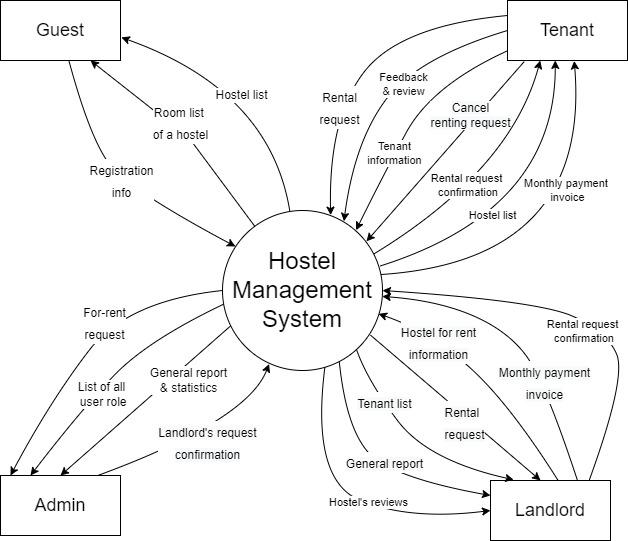 Guest
Tenant
Hostel list
Room list
of a hostel
Registration
info
Rental
request
Feedback
& review
Tenant
information
Cancel
renting request
Rental request
confirmation
Hostel list
Monthly payment
invoice
Hostel
Management
System
For-rent
request
List of all
user role
General report
& statistics
Landlord's request
confirmation
Hostel for rent
information
Rental request
confirmation
Monthly payment
invoice
Tenant list
Rental
request
General report
Hostel's reviews
Admin
Landlord